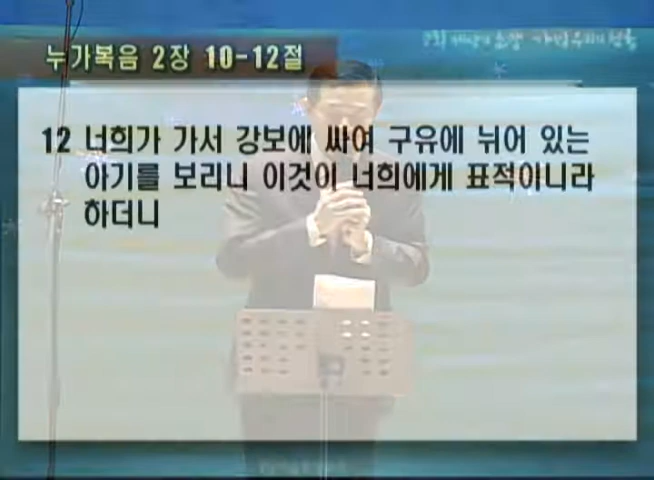 누가복음 2장 10-12절
12 너희가 가서 강보에 싸여 구유에 뉘어 있는
아기를 보리니 이것이 너희에게 표적이니라
하더니